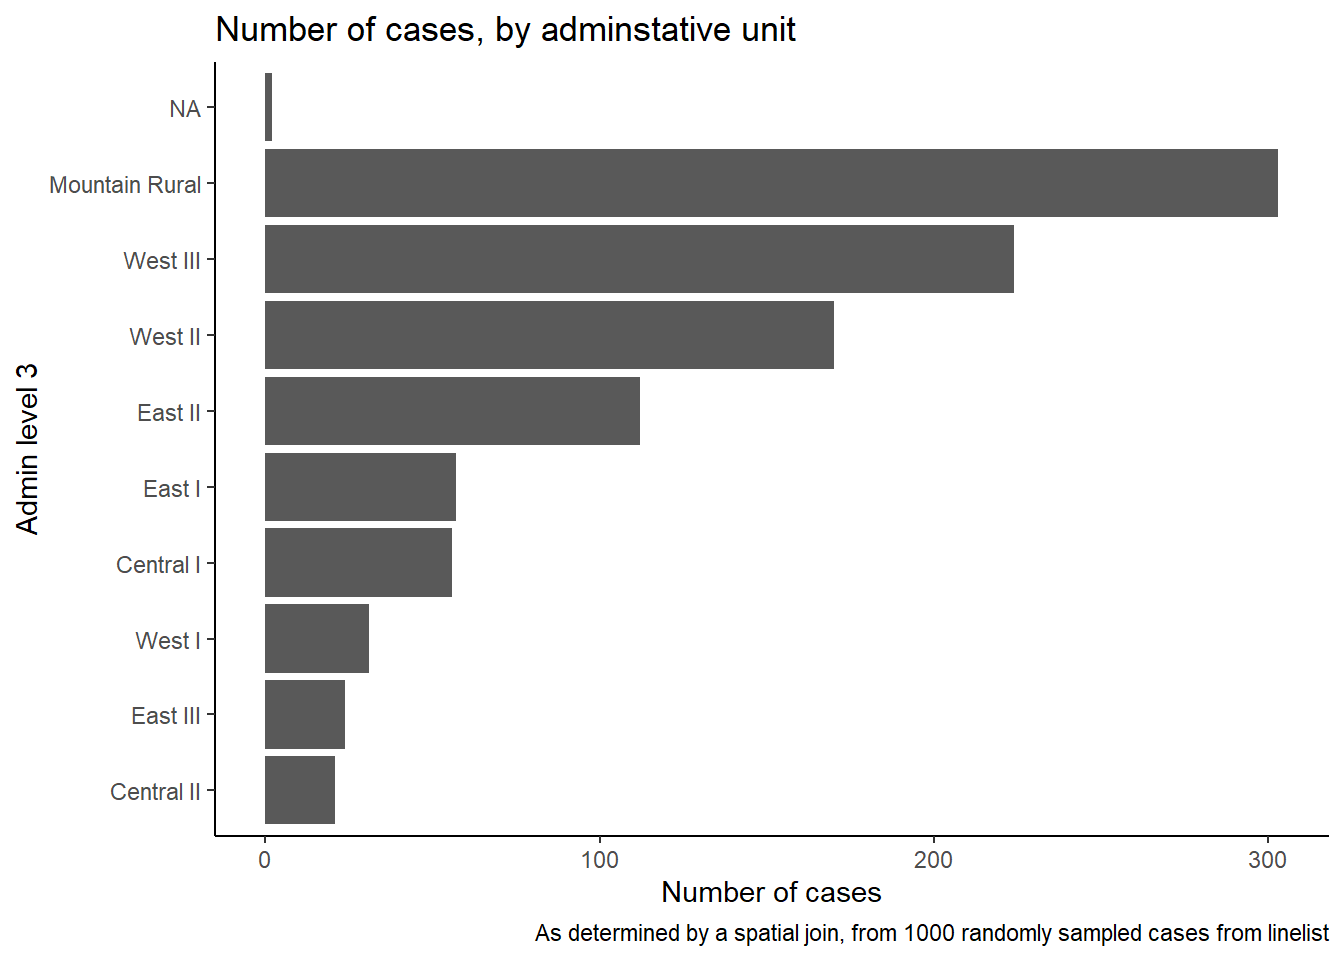 Number of cases, by adminstative unit
NA
Mountain Rural
West III
West II
East II
East I
Central I
West I
East III
Central II
Admin level 3
0 100 200 300
Number of cases
As determined by a spatial join, from 1000 randomly sampled cases from linelist